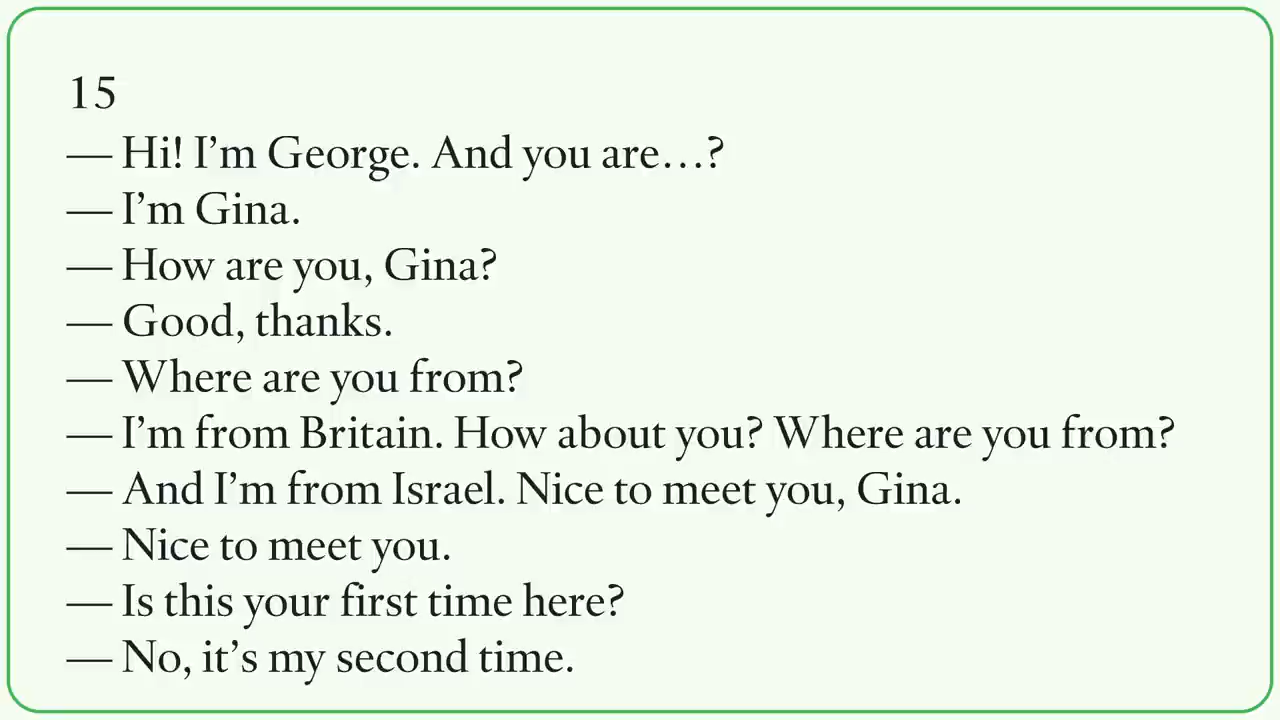 15
— Hi! I’m George. And you are…?
— I’m Gina.
— How are you, Gina?
— Good, thanks.
— Where are you from?
— I’m from Britain. How about you? Where are you from?
— And I’m from Israel. Nice to meet you, Gina.
— Nice to meet you.
— Is this your first time here?
— No, it’s my second time.